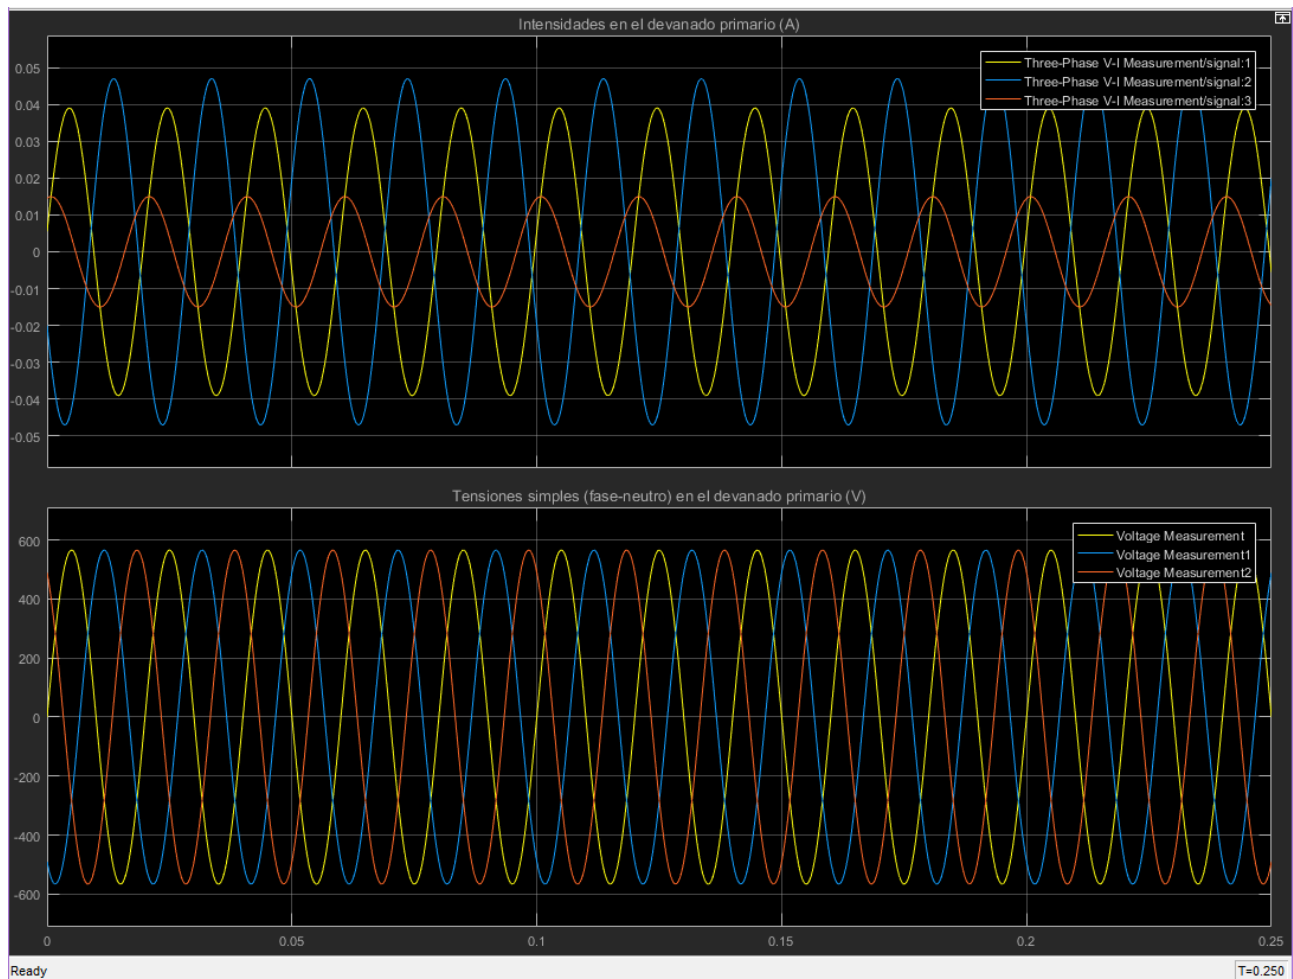 Intensidades en el devanado primario (A)
Three-Phase V-I Measurement/signal:1
Three-Phase V-I Measurement/signal:2
Three-Phase V-I Measurement/signal:3
0.05
0.04
0.03
0.02
0.01
0
-0.01
-0.02
-0.03
-0.04
-0.05
Tensiones simples (fase-neutro) en el devanado primario (V)
Voltage Measurement
Voltage Measurement1
Voltage Measurement2
600
400
200
0
-200
-400
-600
0 0.05 0.1 0.15 0.2 0.25
Ready T=0.250